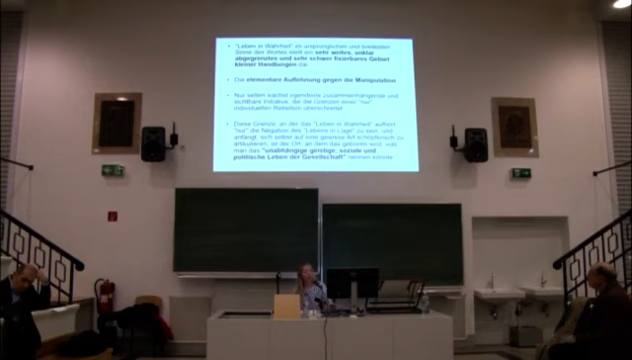 "Leben in Wahrheit" im ursprünglichen und breitesten
Sinne des Wortes stellt ein sehr weites, unklar
abgegrenztes und sehr schwer fixierbares Gebiet
kleiner Handlungen dar
Die elementare Auflehnung gegen die Manipulation
Nur selten wächst irgendeine zusammenhängende und
sichtbare Initiative, die die Grenzen einer "nur"
individuellen Rebellion überschreitet
Diese Grenze, an der das "Leben in Wahrheit" aufhört,
"nur" die Negation des "Lebens in Lüge" zu sein, und
anfängt, sich selbst auf eine gewisse Art schöpferisch zu
artikulieren, ist der Ort, an dem das geboren wird, was
man das "unabhängige geistige, soziale und
politische Leben der Gesellschaft" nennen könnte